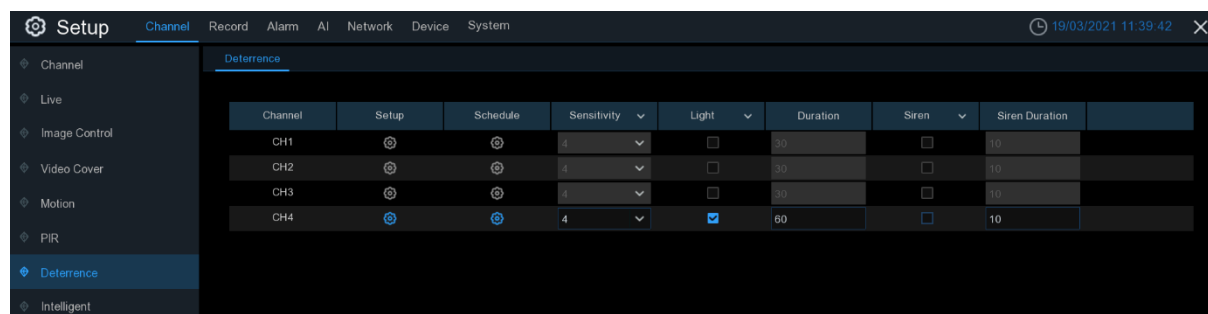 Setup Channel Record Alarm AI Network Device System 19/03/2021 11:39:42
Channel
Live
Image Control
Video Cover
Motion
PIR
Deterrence
Intelligent
Deterrence
Channel Setup Schedule Sensitivity Light Duration Siren Siren Duration
CH1 4 30 10
CH2 4 30 10
CH3 4 30 10
CH4 4 60 10